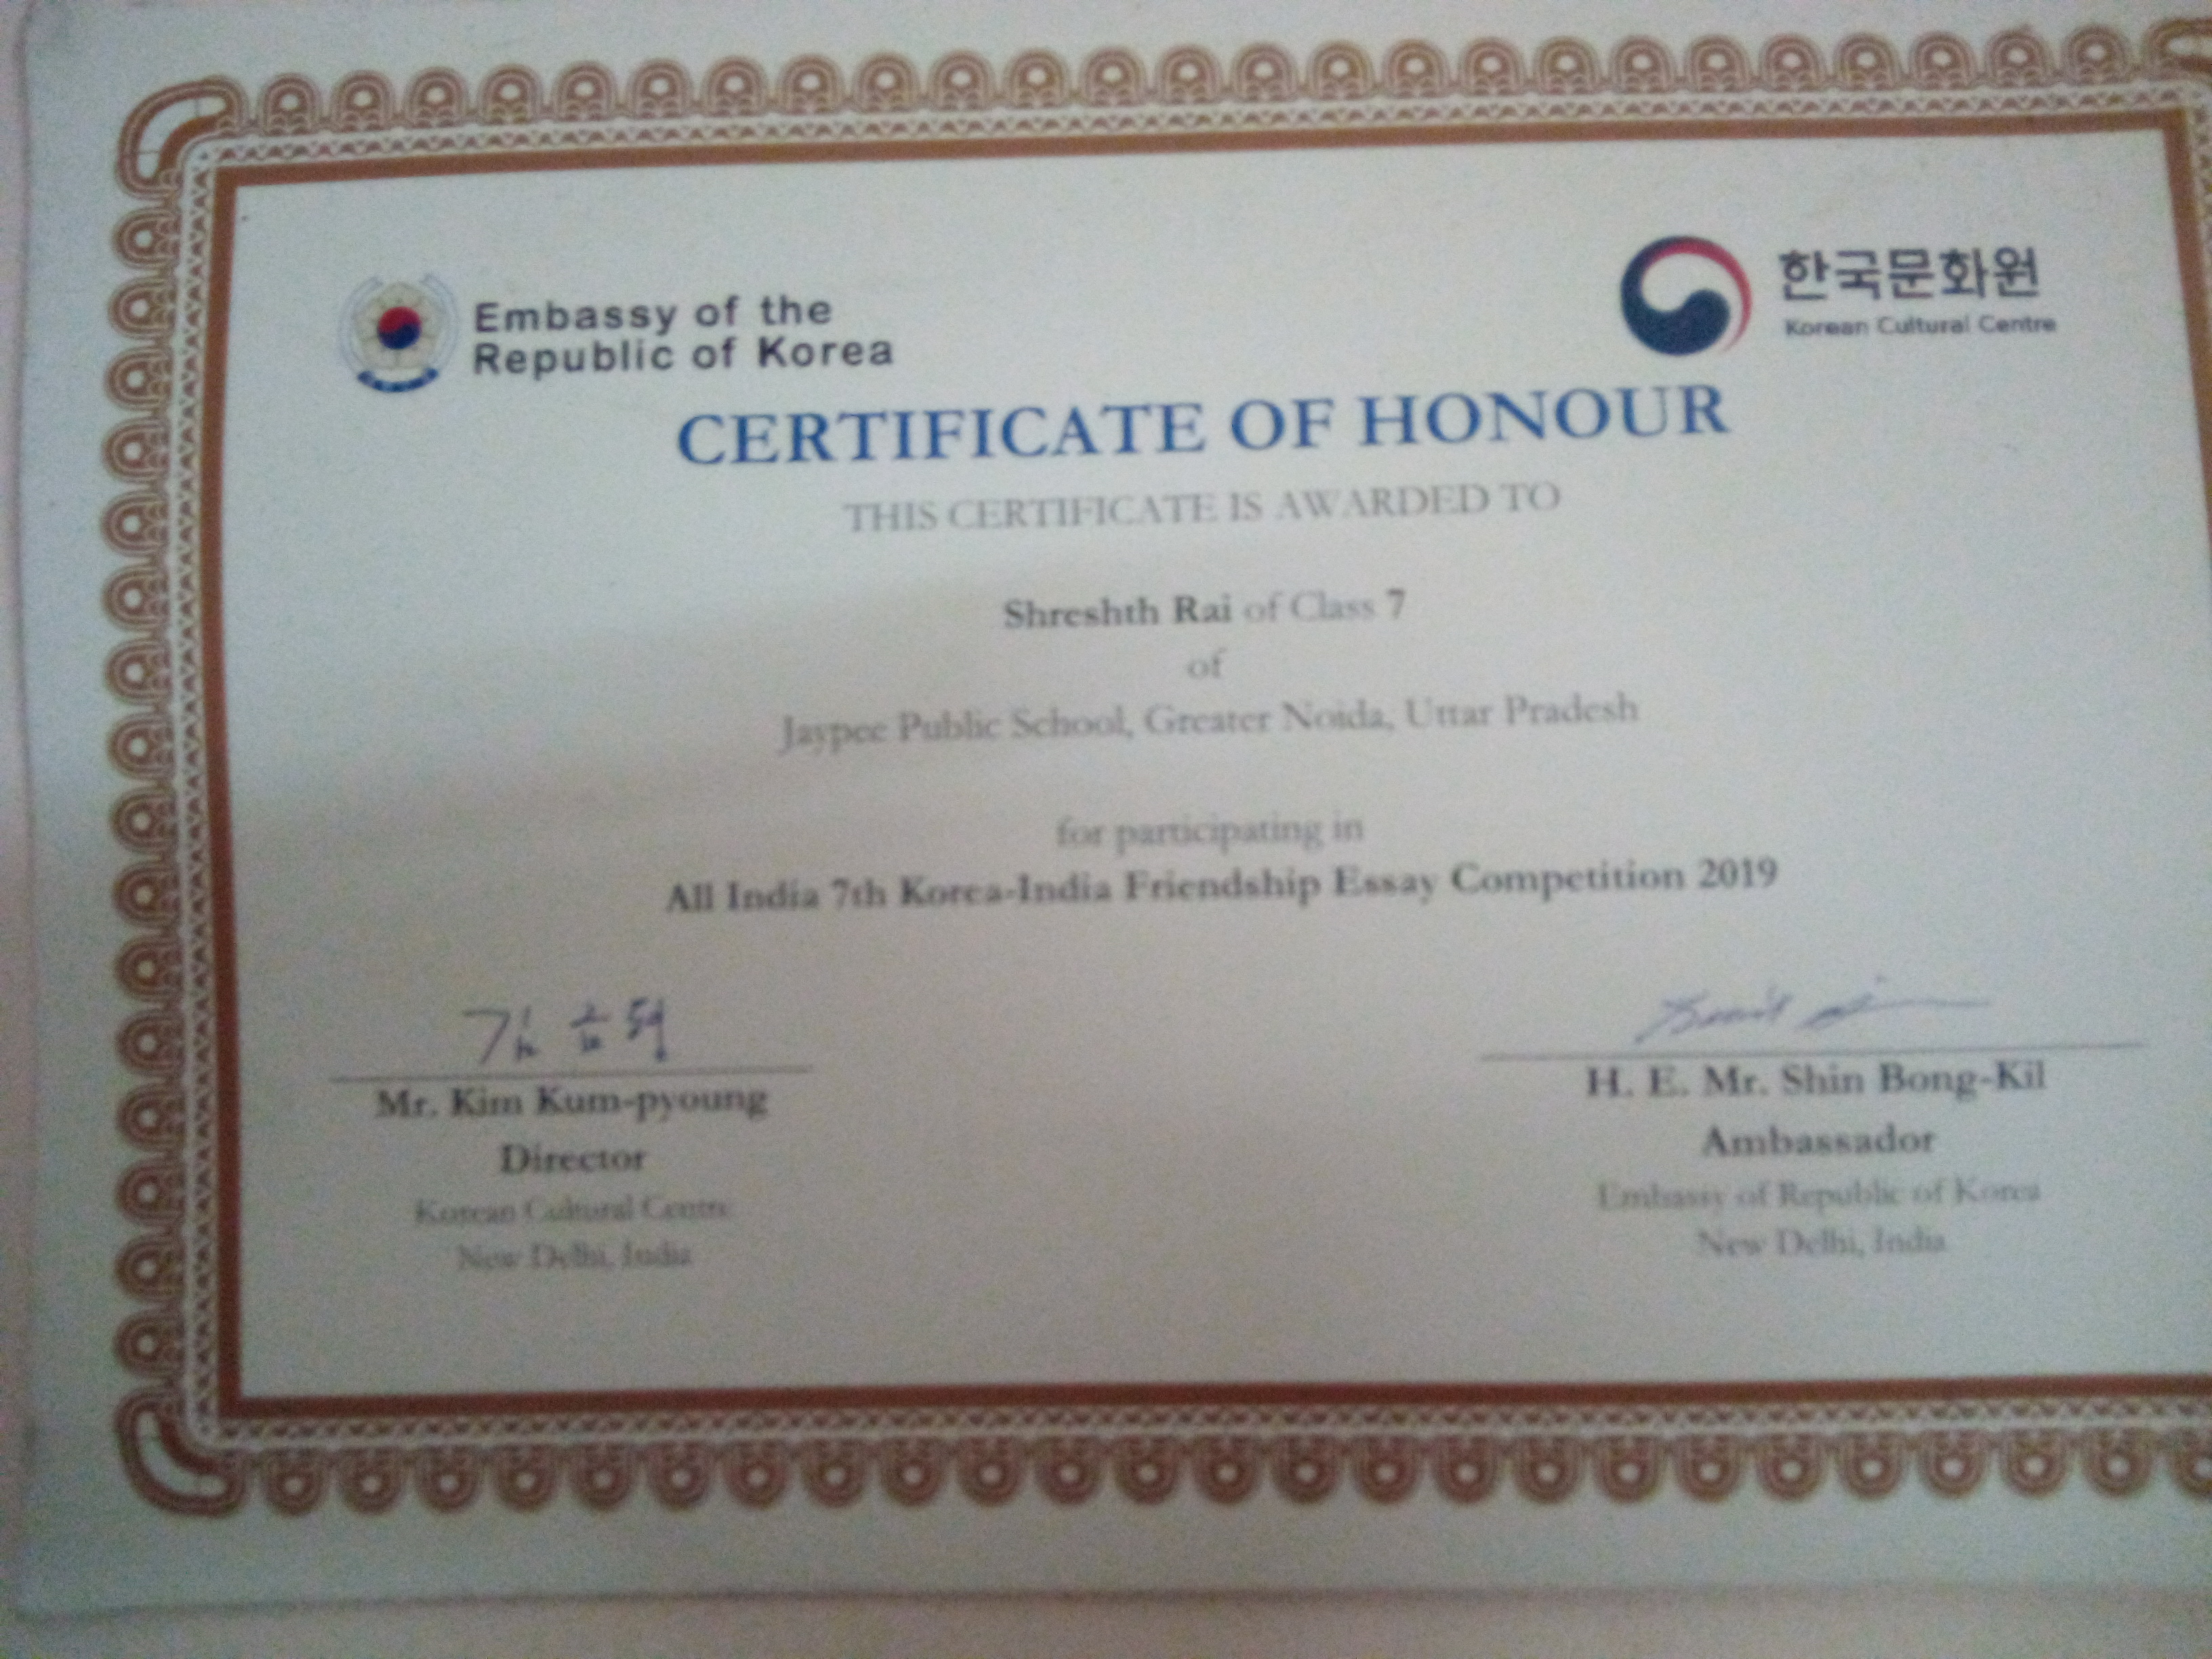 Embassy of the
Republic of Korea
한국문화원
Korean Cultural Centre
CERTIFICATE OF HONOUR
THIS CERTIFICATE IS AWARDED TO
Shreshth Rai of Class 7
of
Jaypee Public School, Greater Noida, Uttar Pradesh
for participating in
All India 7th Korea-India Friendship Essay Competition 2019
Mr. Kim Kum-pyoung
Director
Korean Cultural Centre
New Delhi, India
H. E. Mr. Shin Bong-Kil
Ambassador
Embassy of Republic of Korea
New Delhi, India